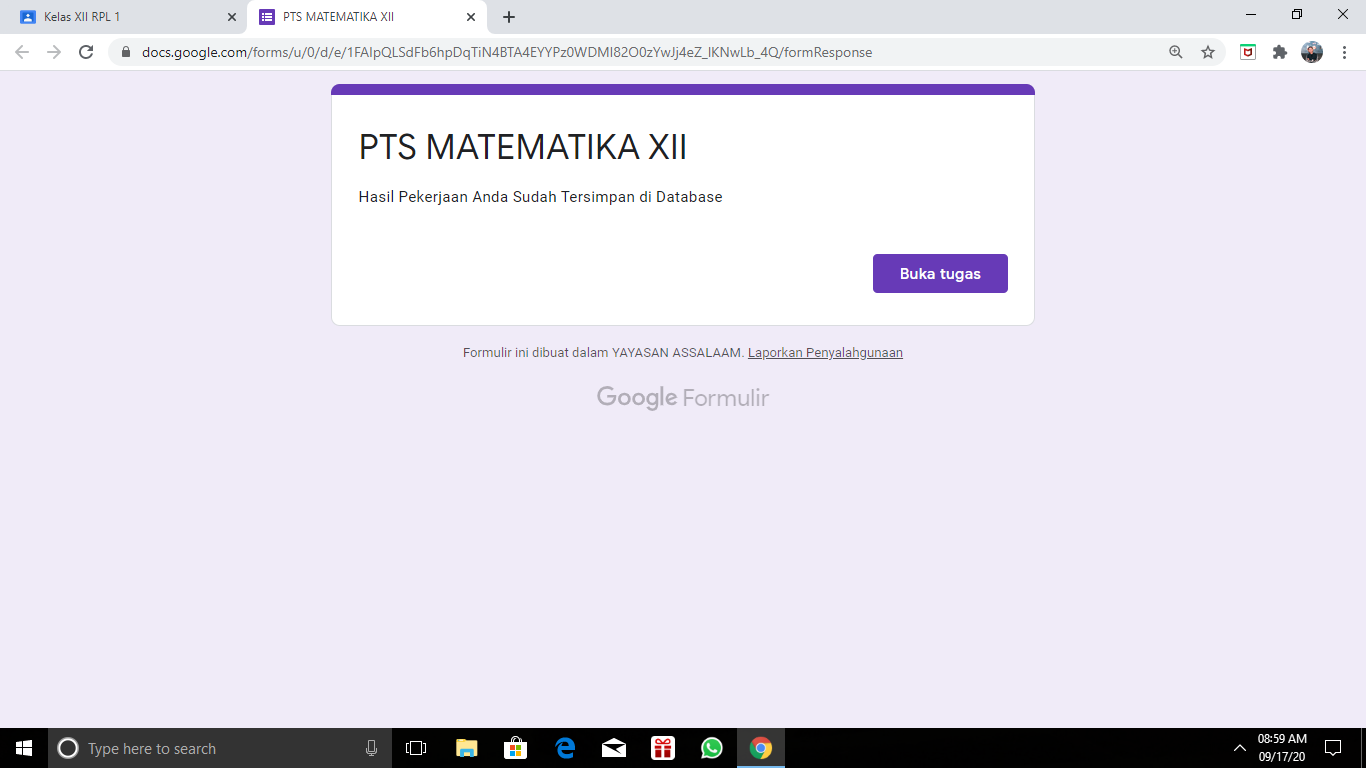 Kelas XII RPL 1
PTS MATEMATIKA XII
docs.google.com/forms/u/0/d/e/1FAIpQLSdFb6hpDqTiN4BTA4EYYPz0WDMI82O0zYwJj4eZ_lKNwLb_4Q/formResponse
PTS MATEMATIKA XII
Hasil Pekerjaan Anda Sudah Tersimpan di Database
Buka tugas
Formulir ini dibuat dalam YAYASAN ASSALAAM. Laporkan Penyalahgunaan
Google Formulir
Type here to search
08:59 AM
09/17/20